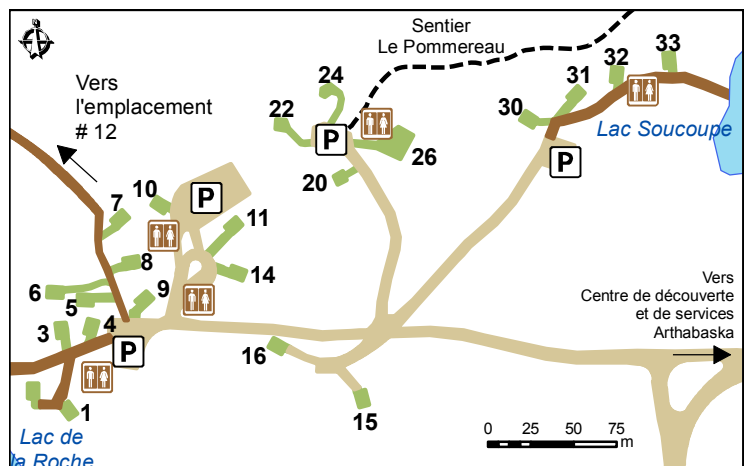 Sentier
Le Pommereau
Vers
l'emplacement
# 12
24
22
P
26
20
32
33
31
30
Lac Soucoupe
P
10
P
7
11
8
14
6
5
9
3
4
P
1
16
15
Vers
Centre de découverte
et de services
Arthabaska
0 25 50 75
m
Lac de
la Roche